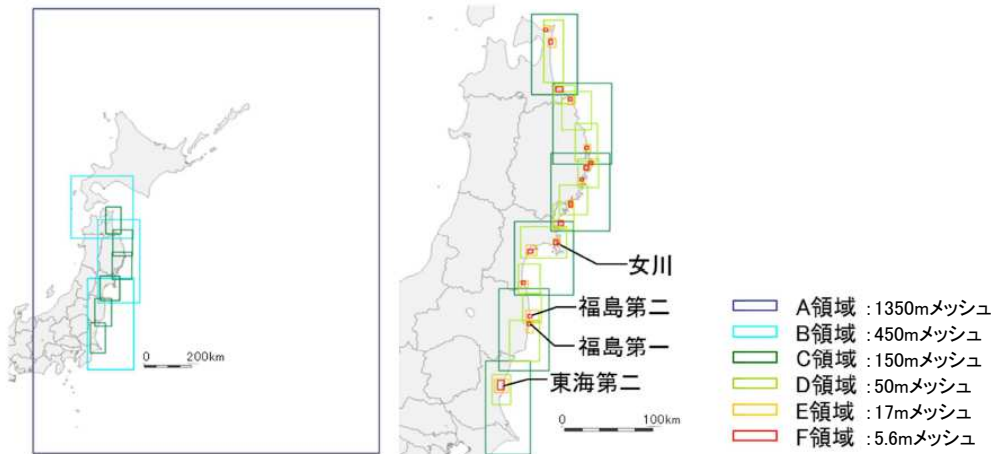 0 200km
女川
福島第二
福島第一
東海第二
0 100km
A領域 :1350mメッシュ
B領域 :450mメッシュ
C領域 :150mメッシュ
D領域 :50mメッシュ
E領域 :17mメッシュ
F領域 :5.6mメッシュ